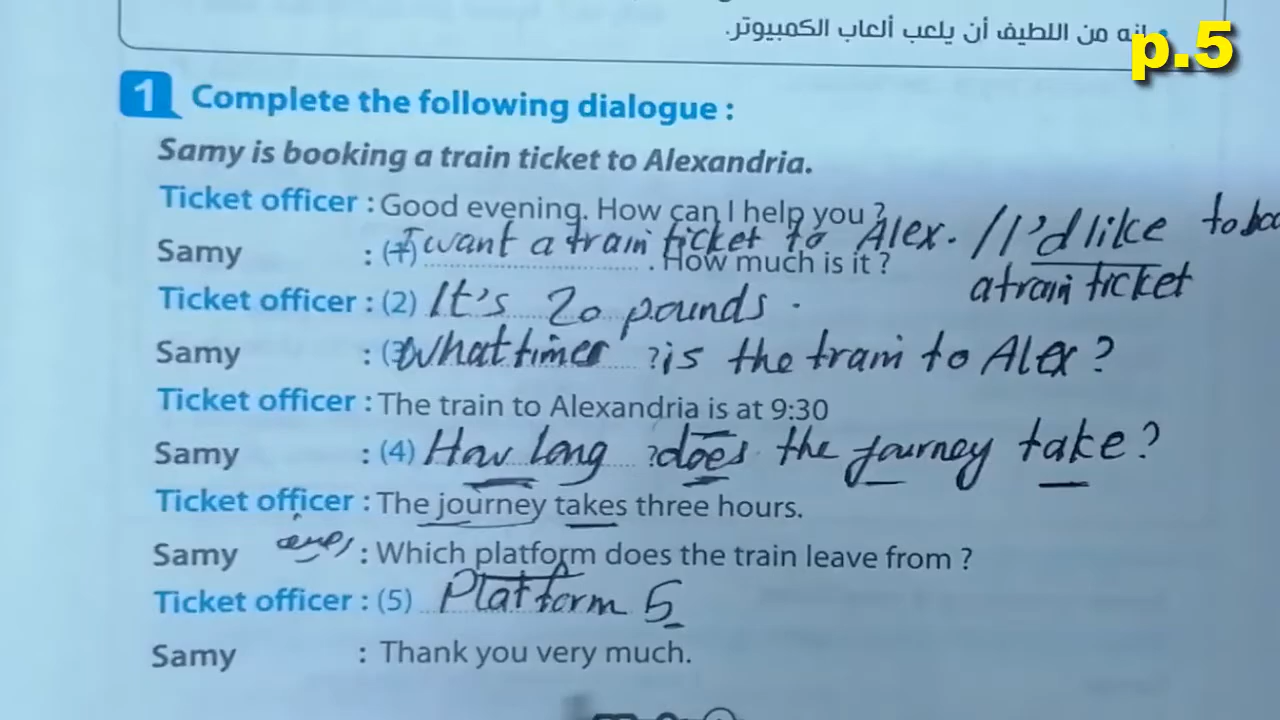 إنه من اللطيف أن يلعب ألعاب الكمبيوتر.
p.5
1 Complete the following dialogue :
Samy is booking a train ticket to Alexandria.
Ticket officer : Good evening. How can I help you ?
Samy : (1) I want a train ticket to Alex. // I'd like to boo
. How much is it ? a train ticket
Ticket officer : (2) It's 20 pounds.
Samy : (3) What time ? is the train to Alex ?
Ticket officer : The train to Alexandria is at 9:30
Samy : (4) How long ? does the journey take ?
Ticket officer : The journey takes three hours.
Samy : Which platform does the train leave from ?
Ticket officer : (5) Platform 5
Samy : Thank you very much.